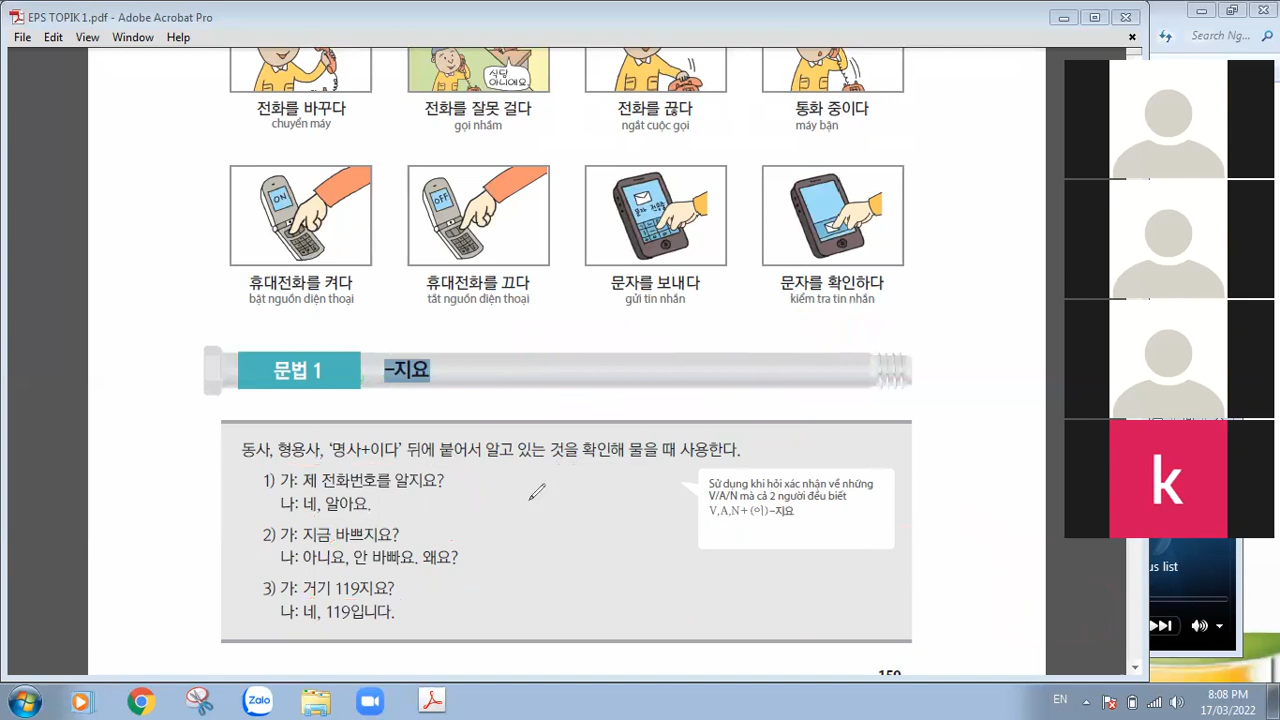 EPS TOPIK 1.pdf - Adobe Acrobat Pro
File Edit View Window Help
Search Ng...
ON
OFF
전화를 바꾸다
chuyển máy
전화를 잘못 걸다
gọi nhầm
전화를 끊다
ngắt cuộc gọi
통화 중이다
máy bận
휴대전화를 켜다
bật nguồn điện thoại
휴대전화를 끄다
tắt nguồn điện thoại
문자를 보내다
gửi tin nhắn
문자를 확인하다
kiểm tra tin nhắn
문법 1
-지요
동사, 형용사, ‘명사+이다’ 뒤에 붙어서 알고 있는 것을 확인해 물을 때 사용한다.
1) 가: 제 전화번호를 알지요?
나: 네, 알아요.
2) 가: 지금 바쁘지요?
나: 아니요, 안 바빠요. 왜요?
3) 가: 거기 119지요?
나: 네, 119입니다.
Sử dụng khi hỏi xác nhận về những
V/A/N mà cả 2 người đều biết
V,A,N+ (이)-지요
k
us list
Zalo
EN
8:08 PM
17/03/2022